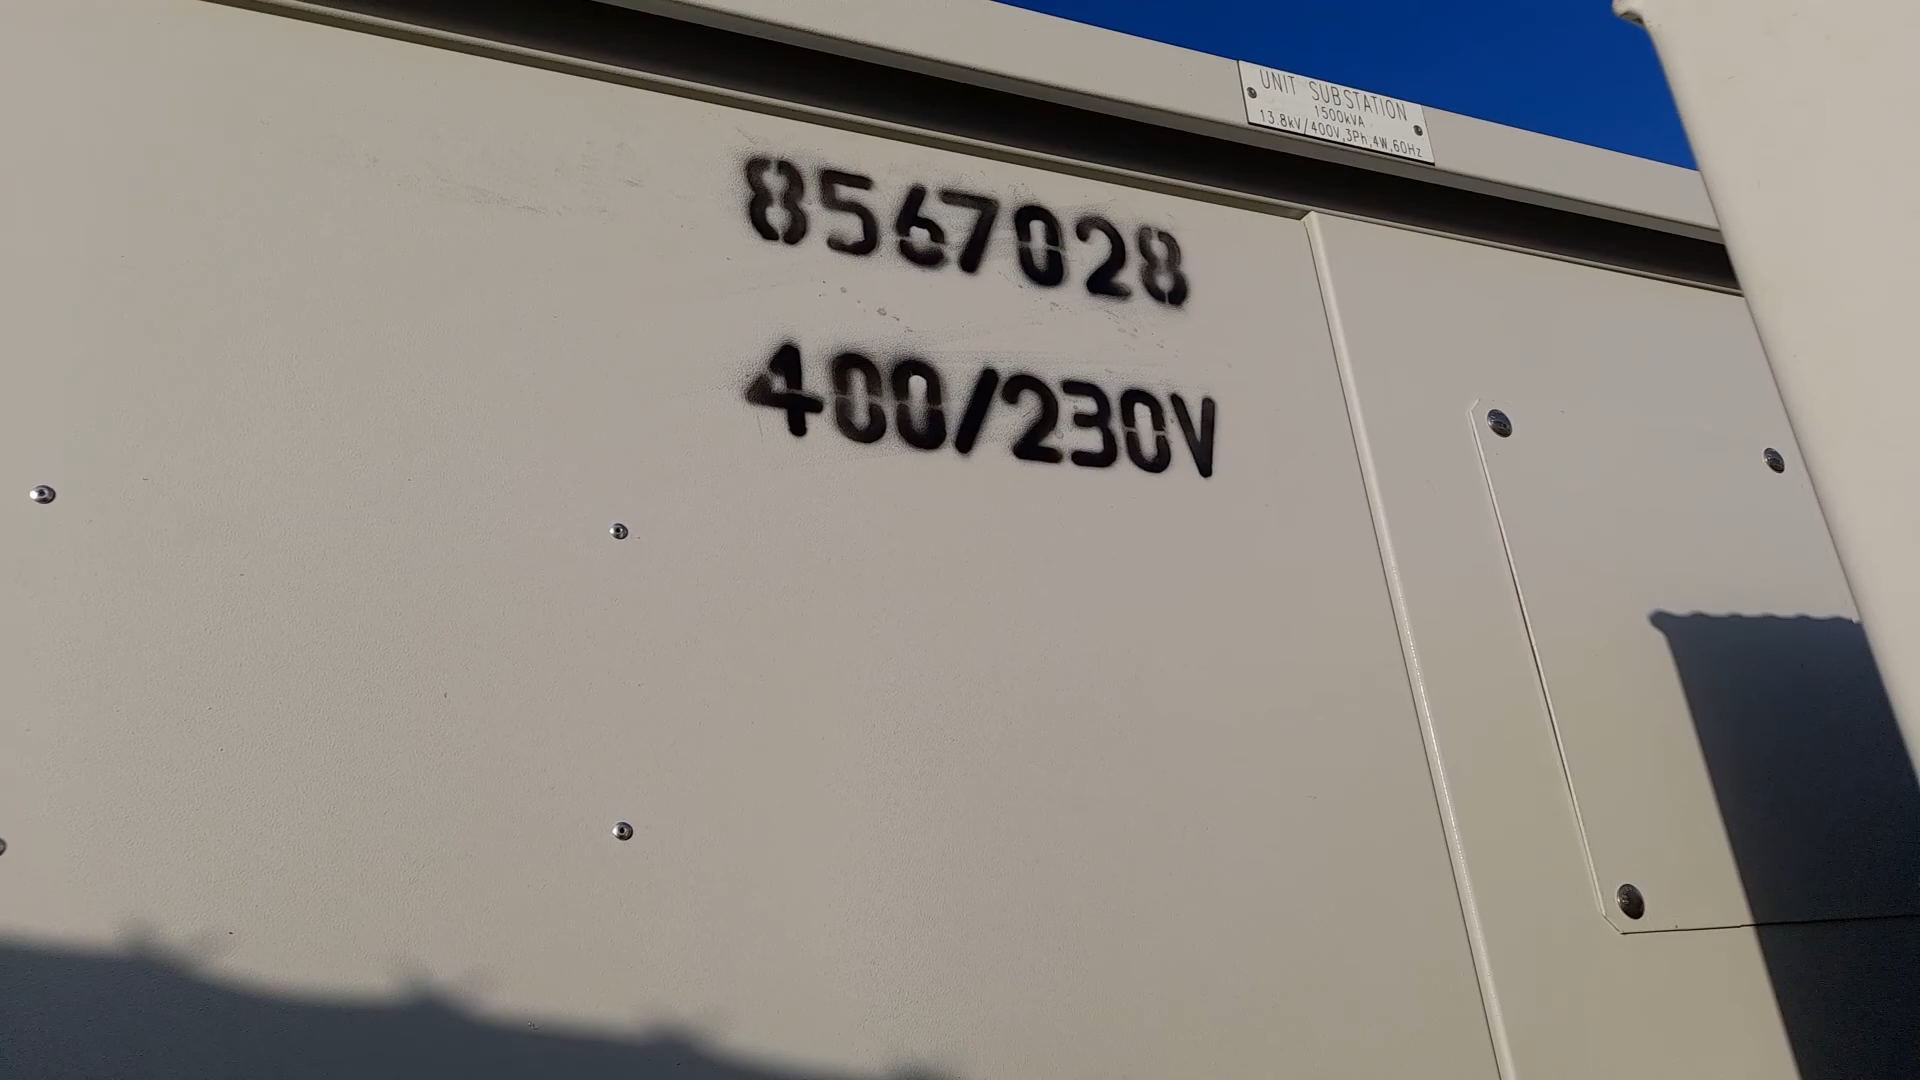 UNIT SUBSTATION
1500kVA
13.8kV/400V,3Ph,4W,60Hz
8567028
400/230V